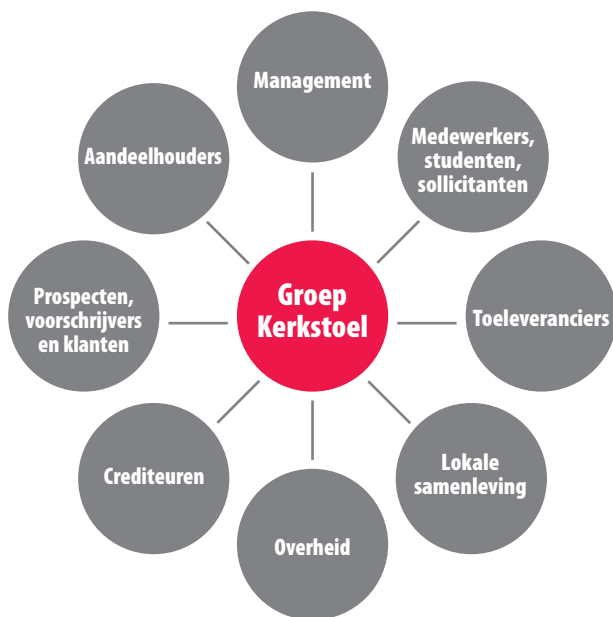 Management
Medewerkers,
studenten,
sollicitanten
Aandeelhouders
Groep
Kerkstoel
Prospecten,
voorschrijvers
en klanten
Toeleveranciers
Crediteuren
Lokale
samenleving
Overheid